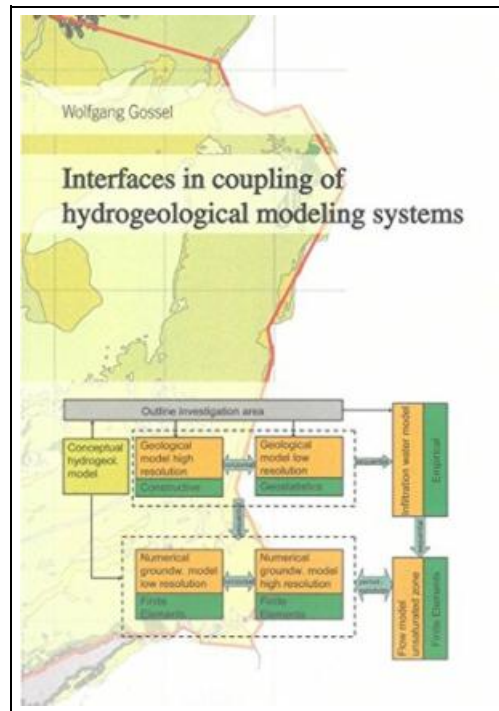 Wolfgang Gossel
Interfaces in coupling of
hydrogeological modeling systems
Outline investigation area
Conceptual
hydrogeol.
model
Geological
model high
resolution
Constructive
Geological
model low
resolution
Geostatistics
Infiltration water model
Empirical
Numerical
groundw. model
low resolution
Finite
Elements
Numerical
groundw. model
high resolution
Finite
Elements
Flow model
unsaturated zone
Finite Elements